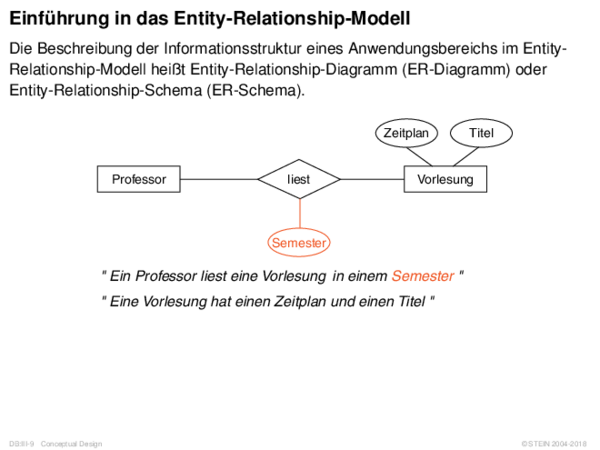 Einführung in das Entity-Relationship-Modell
Die Beschreibung der Informationsstruktur eines Anwendungsbereichs im Entity-
Relationship-Modell heißt Entity-Relationship-Diagramm (ER-Diagramm) oder
Entity-Relationship-Schema (ER-Schema).
Zeitplan
Titel
Professor
liest
Vorlesung
Semester
" Ein Professor liest eine Vorlesung in einem Semester "
" Eine Vorlesung hat einen Zeitplan und einen Titel "
DB:III-9 Conceptual Design
© STEIN 2004-2018